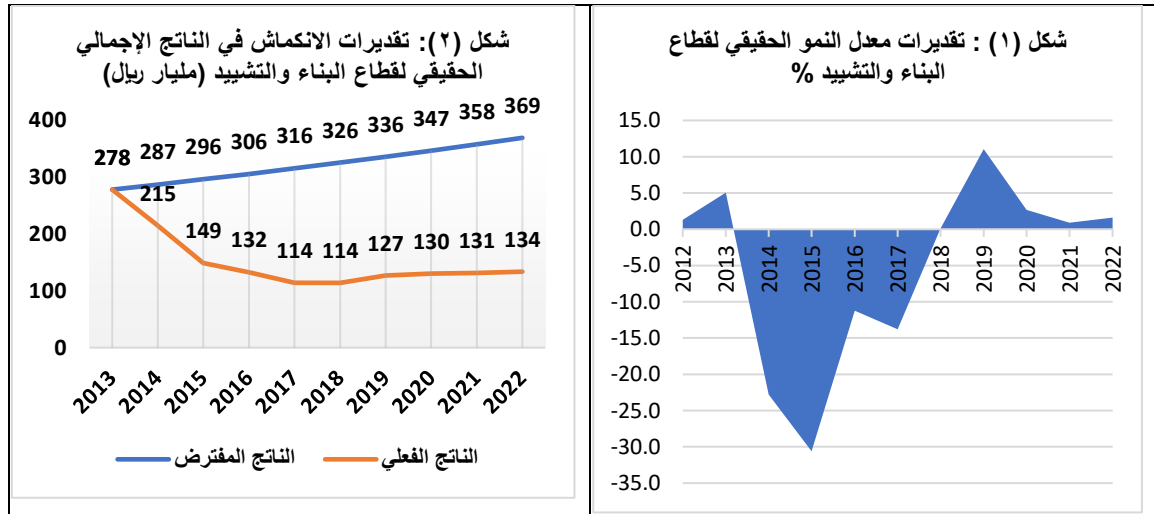 شكل (١) : تقديرات معدل النمو الحقيقي لقطاع
البناء والتشييد %
15.0
10.0
5.0
0.0
-5.0
-10.0
-15.0
-20.0
-25.0
-30.0
-35.0
2012 2013 2014 2015 2016 2017 2018 2019 2020 2021 2022
شكل (٢): تقديرات الانكماش في الناتج الإجمالي
الحقيقي لقطاع البناء والتشييد (مليار ريال)
400
300
200
100
0
278 287 296 306 316 326 336 347 358 369
215 149 132 114 114 127 130 131 134
2013 2014 2015 2016 2017 2018 2019 2020 2021 2022
الناتج المفترض
الناتج الفعلي